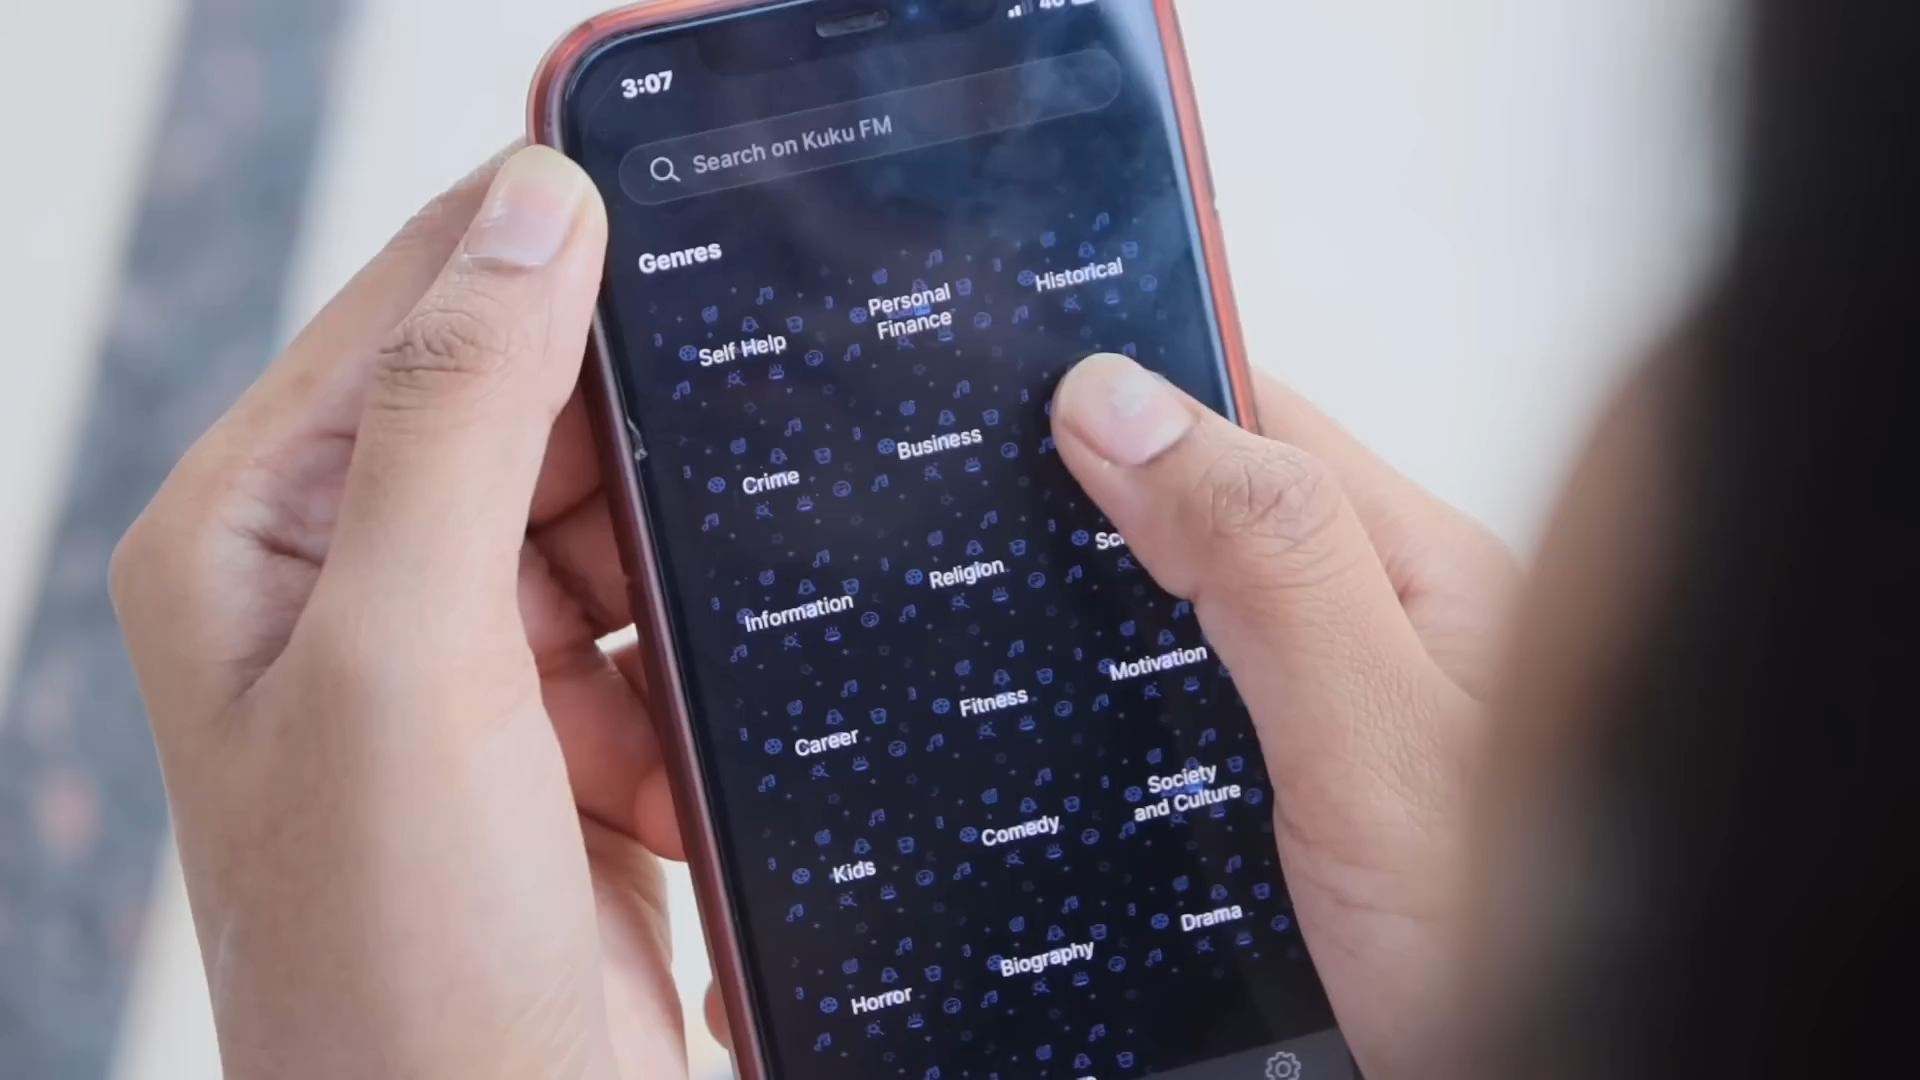 3:07
4G
Search on Kuku FM
Genres
Self Help
Personal
Finance
Historical
Crime
Business
Information
Religion
Career
Fitness
Motivation
Kids
Comedy
Society
and Culture
Horror
Biography
Drama